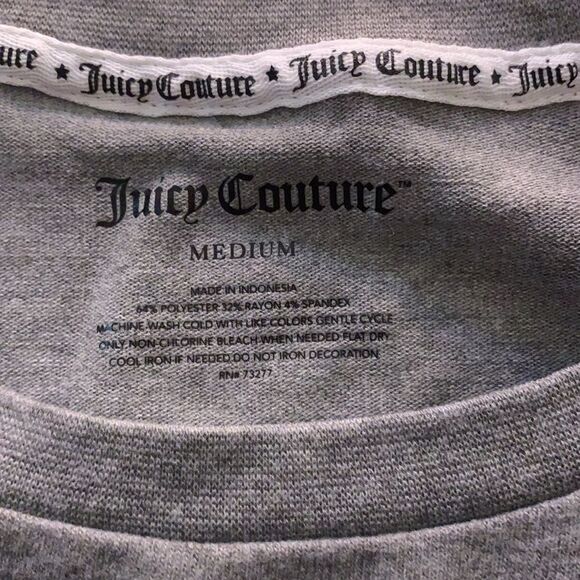 ure ★ Juicy Couture ★ Juicy Couture ★ Juicy
Juicy Couture™
MEDIUM
MADE IN INDONESIA
64% POLYESTER 32% RAYON 4% SPANDEX
MACHINE WASH COLD WITH LIKE COLORS GENTLE CYCLE
ONLY NON-CHLORINE BLEACH WHEN NEEDED FLAT DRY
COOL IRON IF NEEDED DO NOT IRON DECORATION
RN# 73277